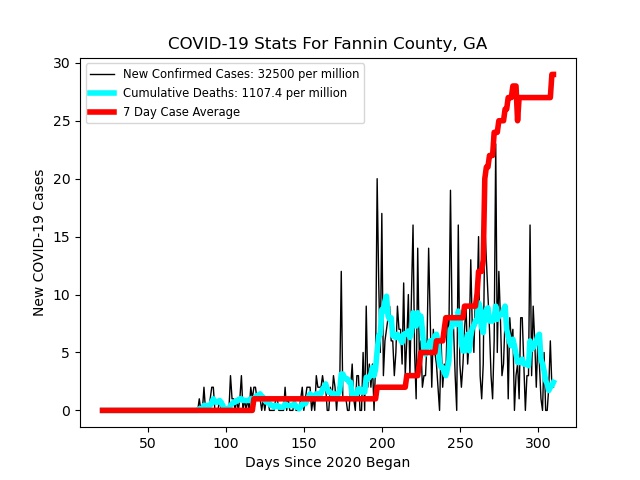 COVID-19 Stats For Fannin County, GA
New Confirmed Cases: 32500 per million
Cumulative Deaths: 1107.4 per million
7 Day Case Average
New COVID-19 Cases
30
25
20
15
10
5
0
50 100 150 200 250 300
Days Since 2020 Began